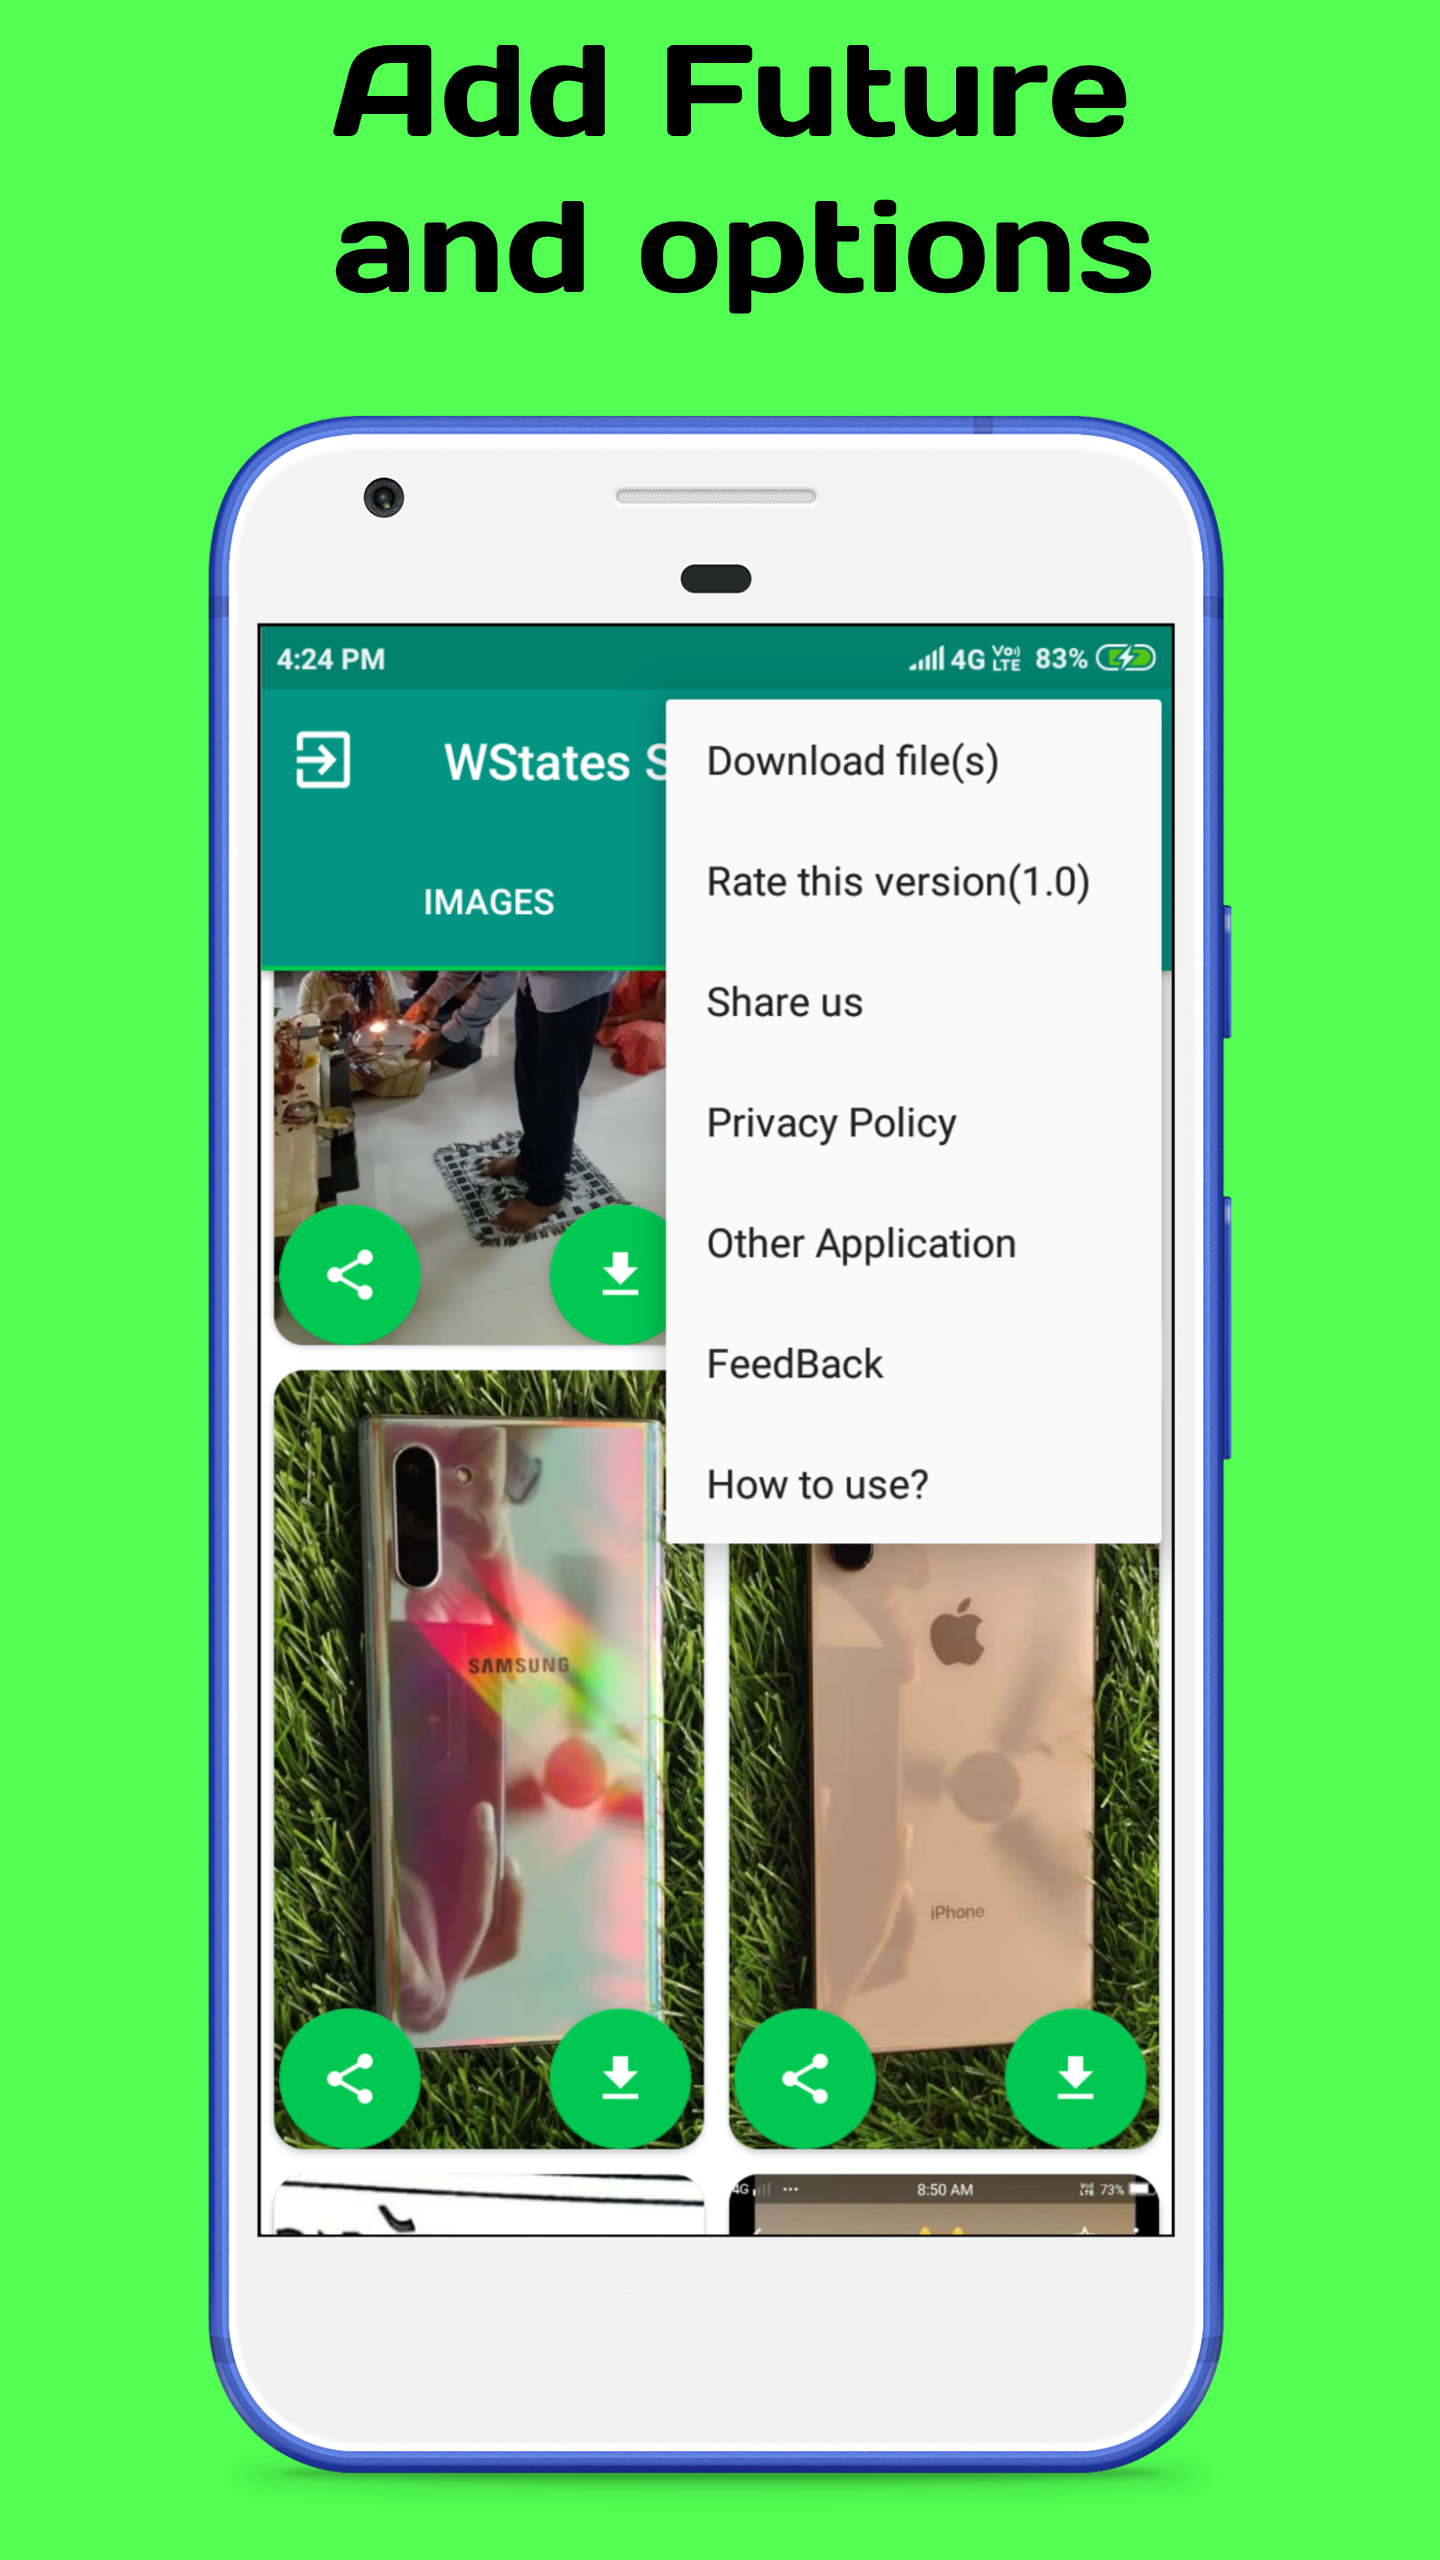 Add Future
and options
4:24 PM
4G VoI) LTE 83%
WStates
IMAGES
Download file(s)
Rate this version(1.0)
Share us
Privacy Policy
Other Application
FeedBack
How to use?
SAMSUNG
iPhone
4G
8:50 AM
73%